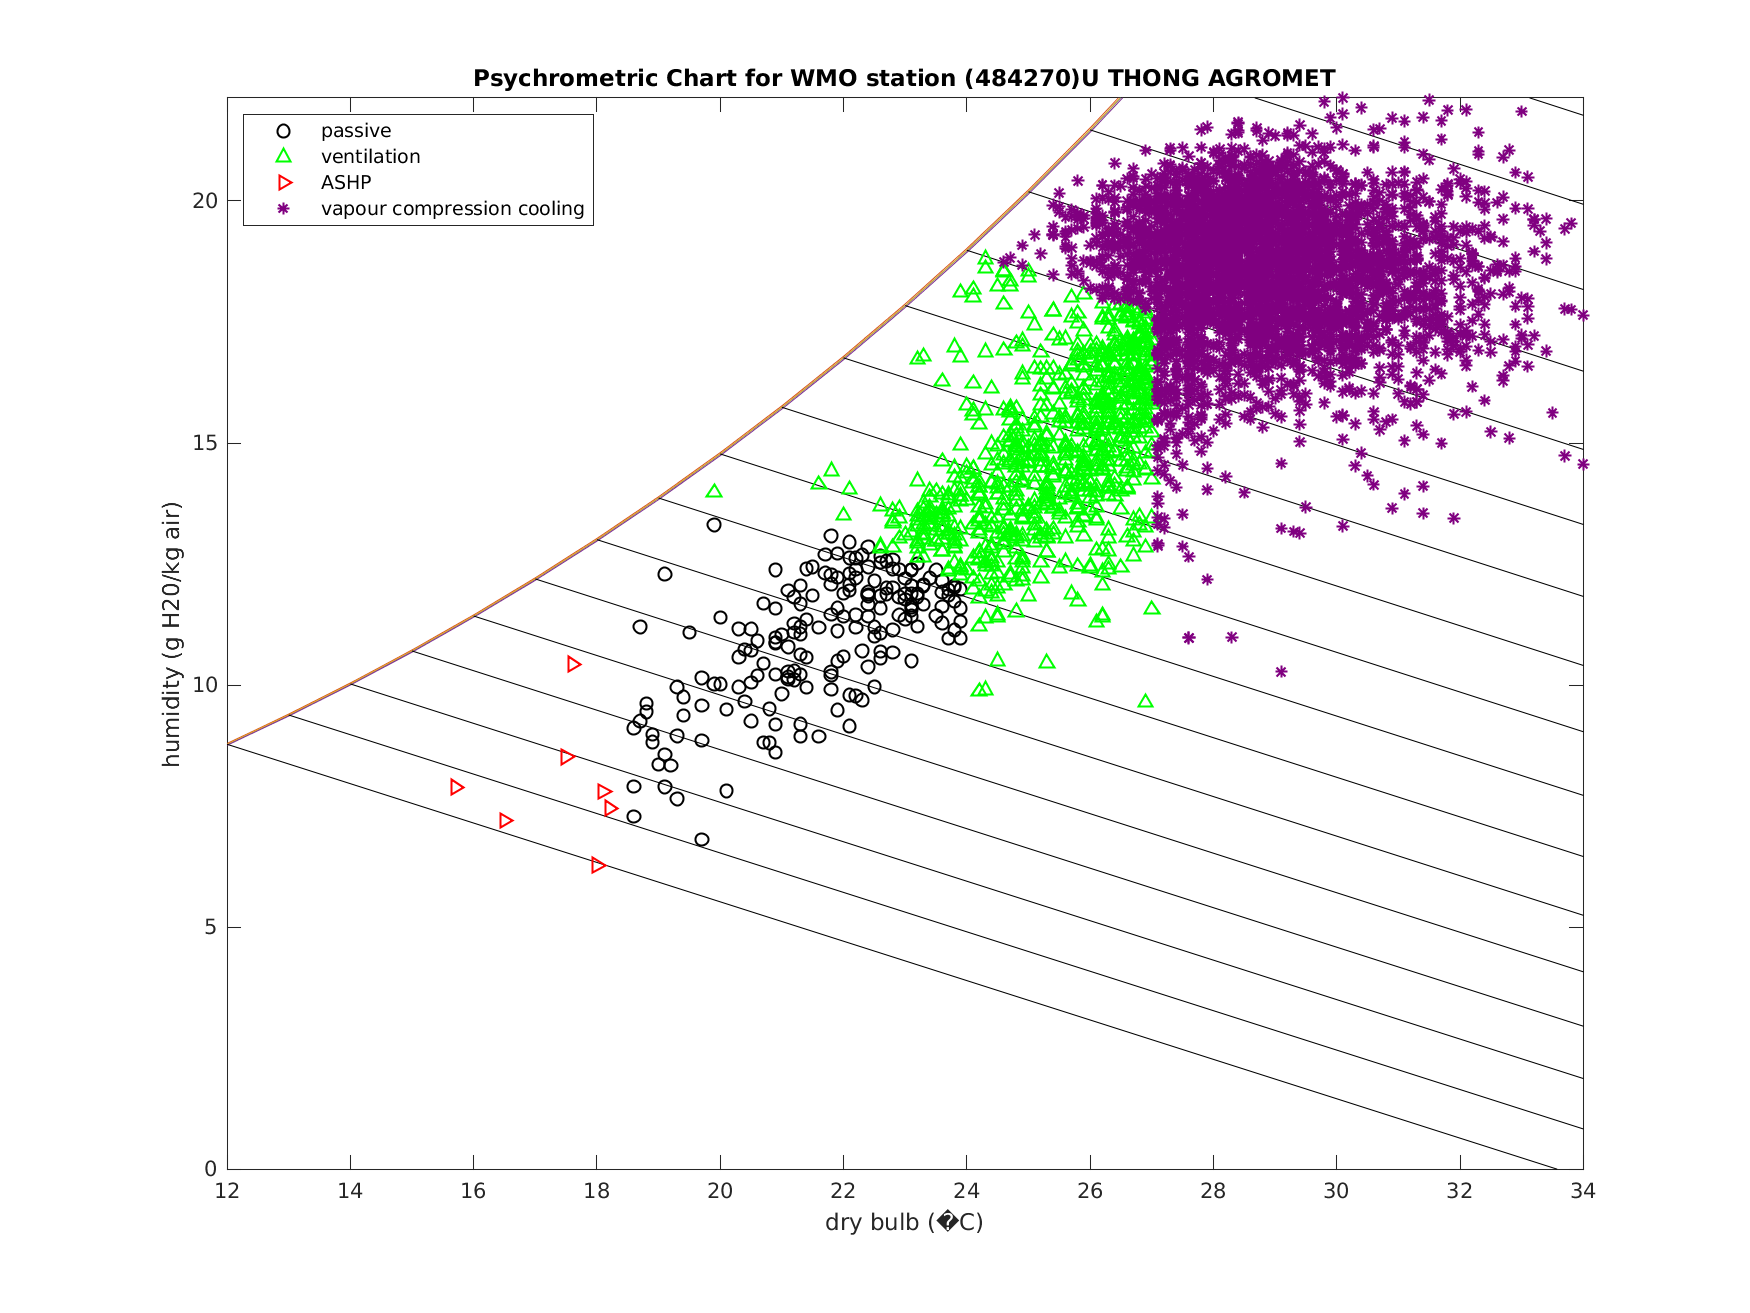 Psychrometric Chart for WMO station (484270)U THONG AGROMET
passive
ventilation
ASHP
vapour compression cooling
humidity (g H20/kg air)
20
15
10
5
0
12 14 16 18 20 22 24 26 28 30 32 34
dry bulb (�C)